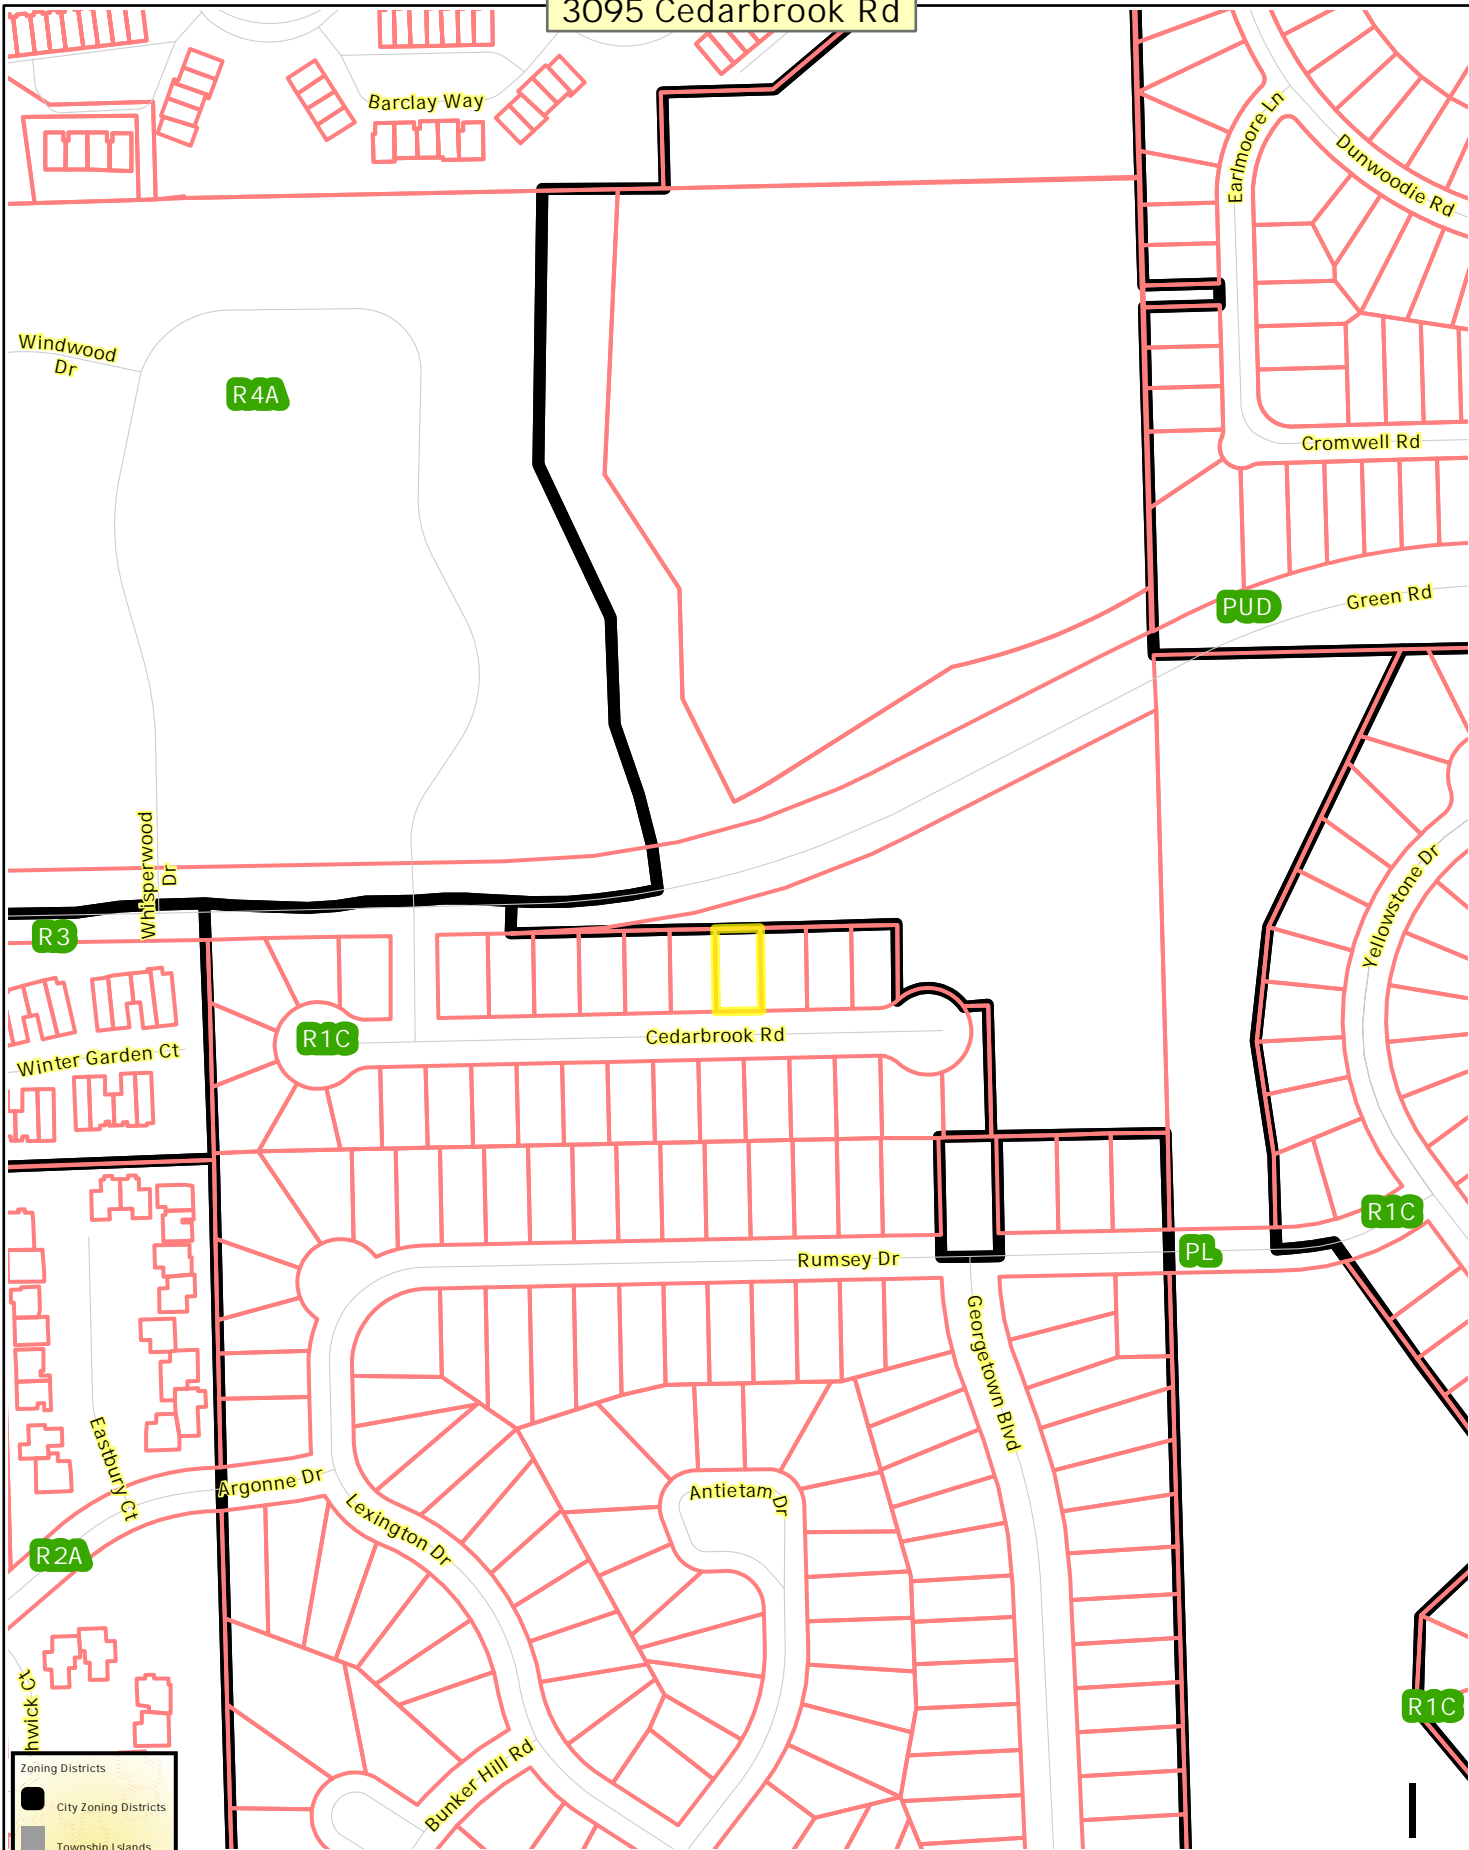 3095 Cedarbrook Rd
Barclay Way
Earlmoore Ln
Dunwoodie Rd
Windwood
Dr
R4A
Cromwell Rd
PUD
Green Rd
Whisperwood
Dr
R3
Yellowstone Dr
R1C
Cedarbrook Rd
Winter Garden Ct
R1C
Rumsey Dr
PL
Georgetown Blvd
Eastbury Ct
Argonne Dr
Antietam Dr
Lexington Dr
R2A
hwick Ct
R1C
Bunker Hill Rd
Zoning Districts
City Zoning Districts
Township Islands